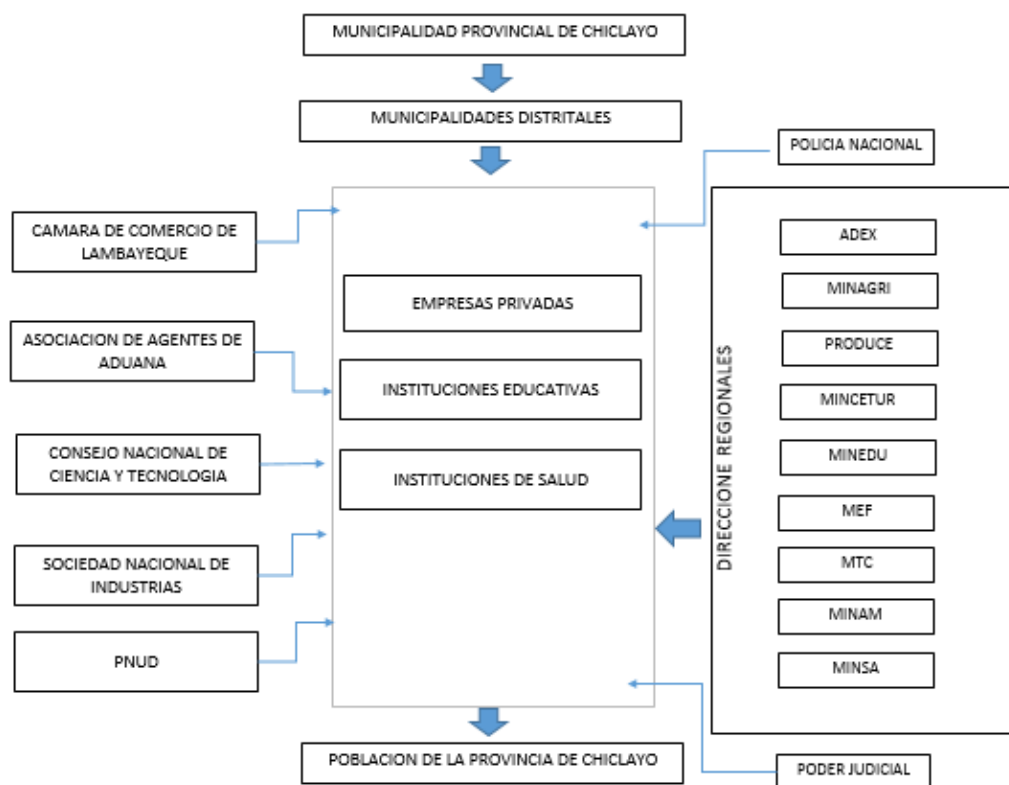 MUNICIPALIDAD PROVINCIAL DE CHICLAYO
MUNICIPALIDADES DISTRITALES
POLICIA NACIONAL
CAMARA DE COMERCIO DE
LAMBAYEQUE
ASOCIACION DE AGENTES DE
ADUANA
CONSEJO NACIONAL DE
CIENCIA Y TECNOLOGIA
SOCIEDAD NACIONAL DE
INDUSTRIAS
PNUD
EMPRESAS PRIVADAS
INSTITUCIONES EDUCATIVAS
INSTITUCIONES DE SALUD
DIRECCIONE REGIONALES
ADEX
MINAGRI
PRODUCE
MINCETUR
MINEDU
MEF
MTC
MINAM
MINSA
POBLACION DE LA PROVINCIA DE CHICLAYO
PODER JUDICIAL